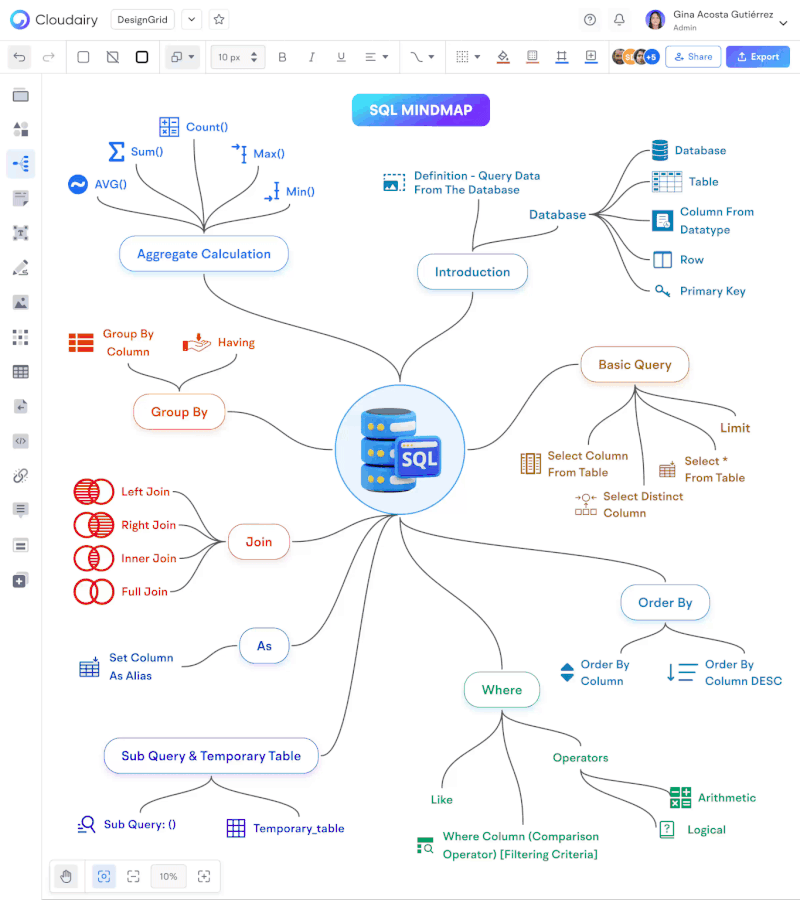 Cloudairy
DesignGrid
Gina Acosta Gutiérrez
Admin
10 px
B
I
U
+5
Share
Export
SQL MINDMAP
Count()
Sum()
Max()
AVG()
Min()
Aggregate Calculation
Definition - Query Data
From The Database
Database
Introduction
Database
Table
Column From
Datatype
Row
Primary Key
Group By
Column
Having
Group By
SQL
Basic Query
Limit
Select Column
From Table
Select *
From Table
Select Distinct
Column
Left Join
Right Join
Inner Join
Full Join
Join
As
Set Column
As Alias
Order By
Order By
Column
Order By
Column DESC
Where
Sub Query & Temporary Table
Sub Query: ()
Temporary_table
Like
Operators
Where Column (Comparison
Operator) [Filtering Criteria]
Arithmetic
Logical
10%